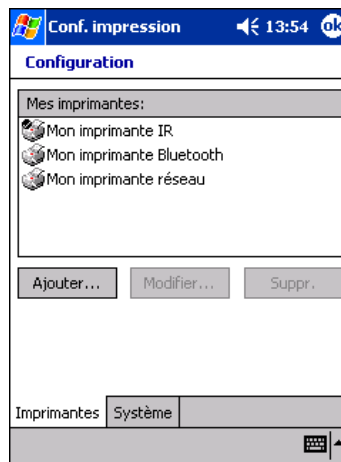 Conf. impression 13:54 ok
Configuration
Mes imprimantes:
Mon imprimante IR
Mon imprimante Bluetooth
Mon imprimante réseau
Ajouter... Modifier... Suppr.
Imprimantes Système